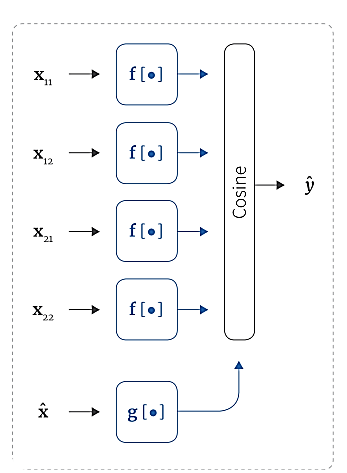 x₁₁ f[•]
x₁₂ f[•]
x₂₁ f[•]
x₂₂ f[•]
Cosine
ŷ
x̂ g[•]